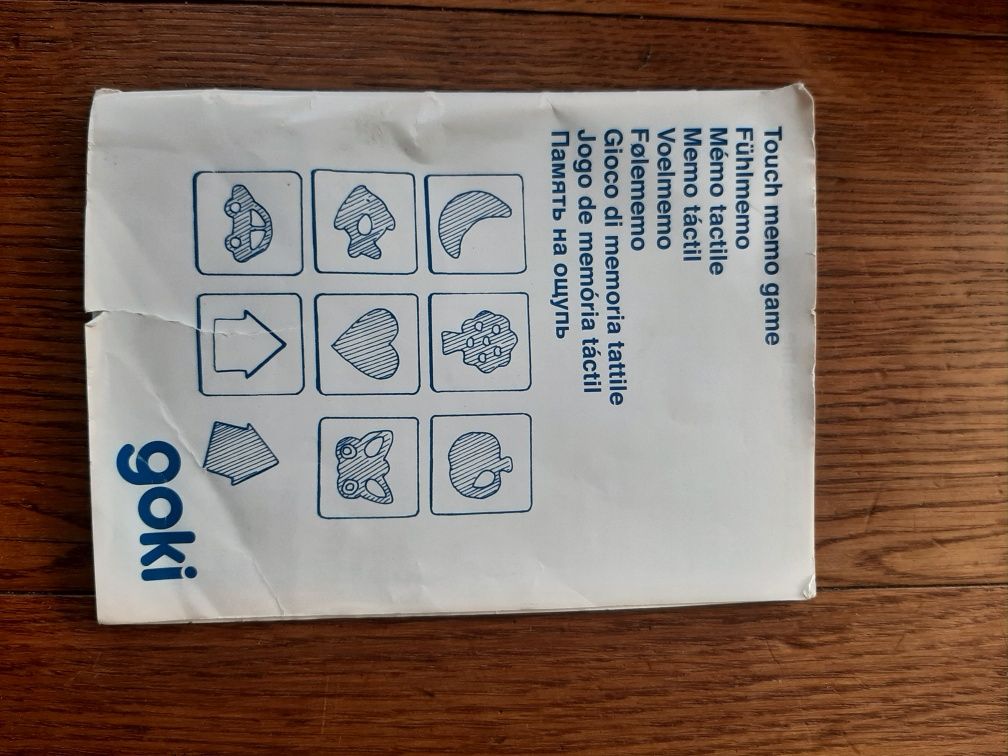 Touch memo game
Fühlmemo
Mémo tactile
Memo táctil
Voelmemo
Følememo
Gioco di memoria tattile
Jogo de memória táctil
Память на ощупь
goki